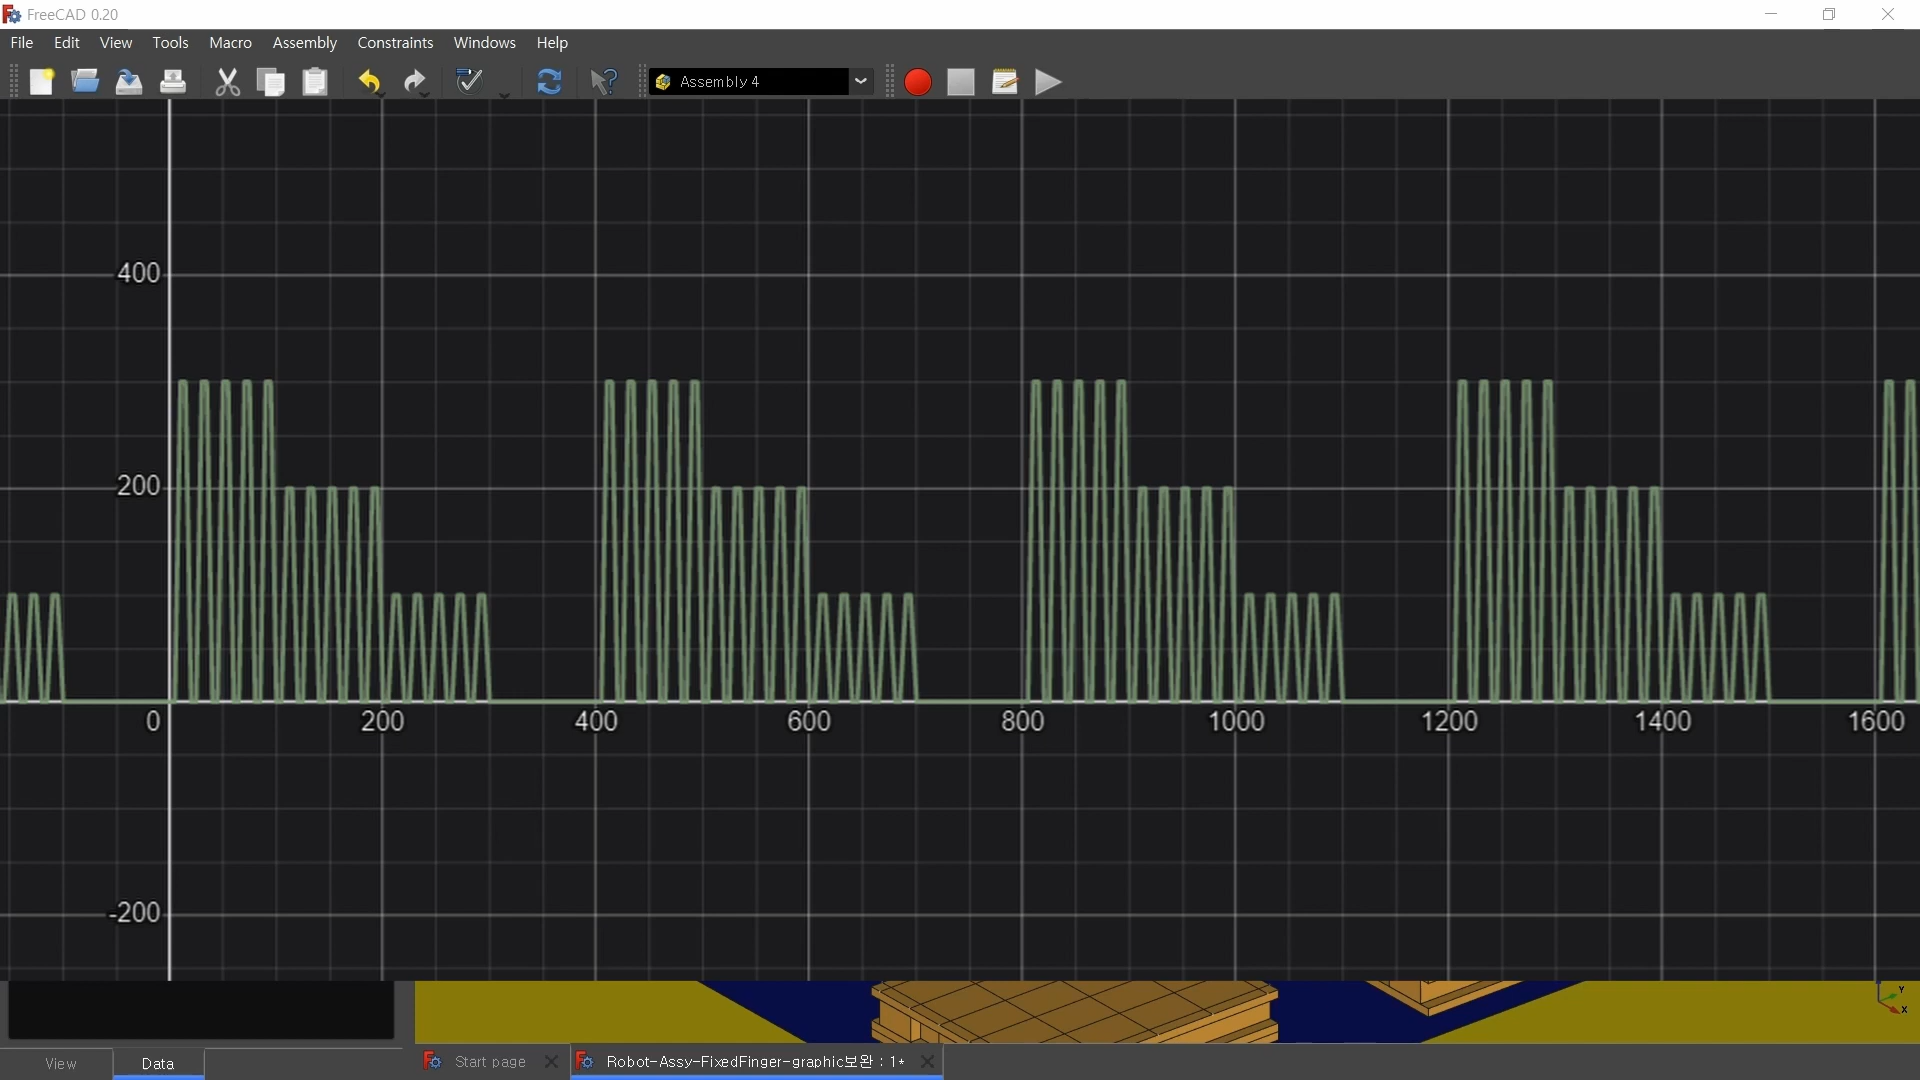 FreeCAD 0.20
File Edit View Tools Macro Assembly Constraints Windows Help
Assembly 4
400
200
0 200 400 600 800 1000 1200 1400 1600
-200
Y
X
View Data Start page Robot-Assy-FixedFinger-graphic보완 : 1*